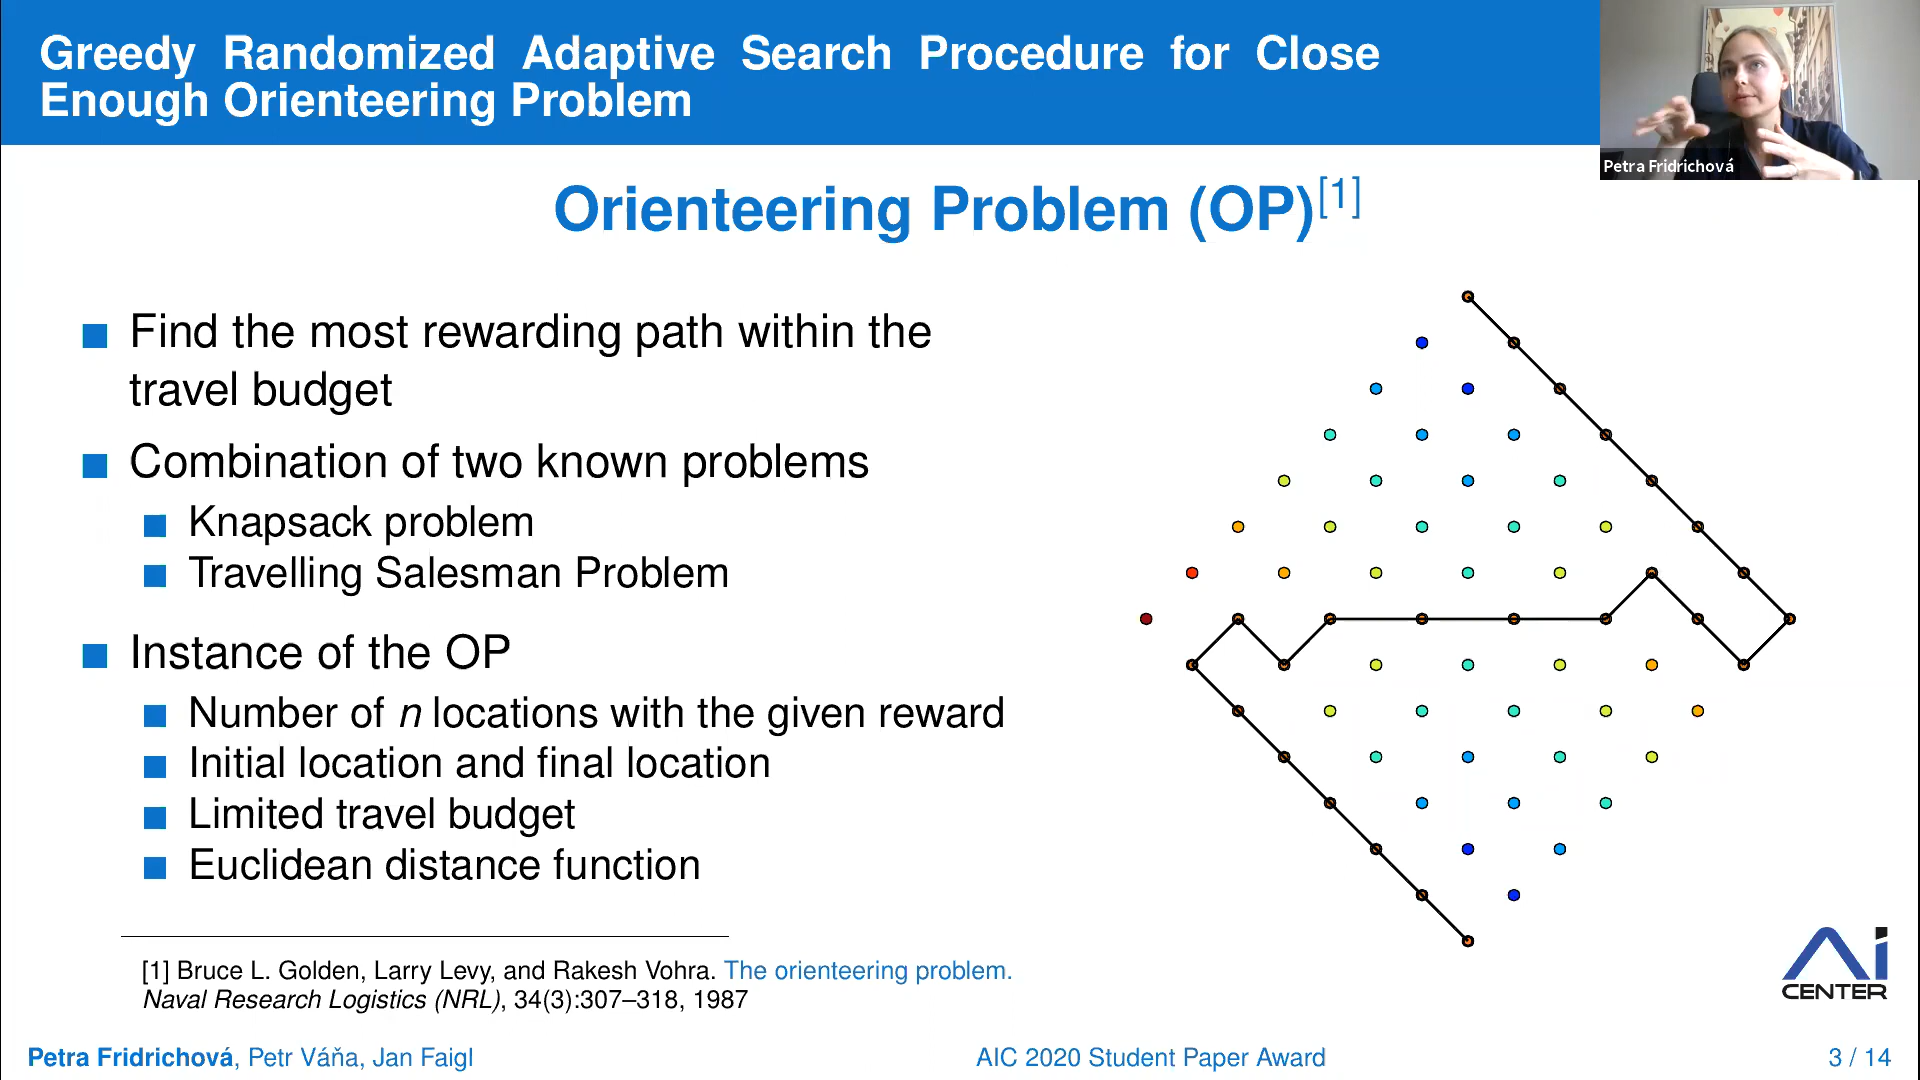 Greedy Randomized Adaptive Search Procedure for Close
Enough Orienteering Problem
Petra Fridrichová
Orienteering Problem (OP)[1]
Find the most rewarding path within the
travel budget
Combination of two known problems
Knapsack problem
Travelling Salesman Problem
Instance of the OP
Number of n locations with the given reward
Initial location and final location
Limited travel budget
Euclidean distance function
[1] Bruce L. Golden, Larry Levy, and Rakesh Vohra. The orienteering problem.
Naval Research Logistics (NRL), 34(3):307–318, 1987
Ai
CENTER
Petra Fridrichová, Petr Váňa, Jan Faigl
AIC 2020 Student Paper Award
3 / 14